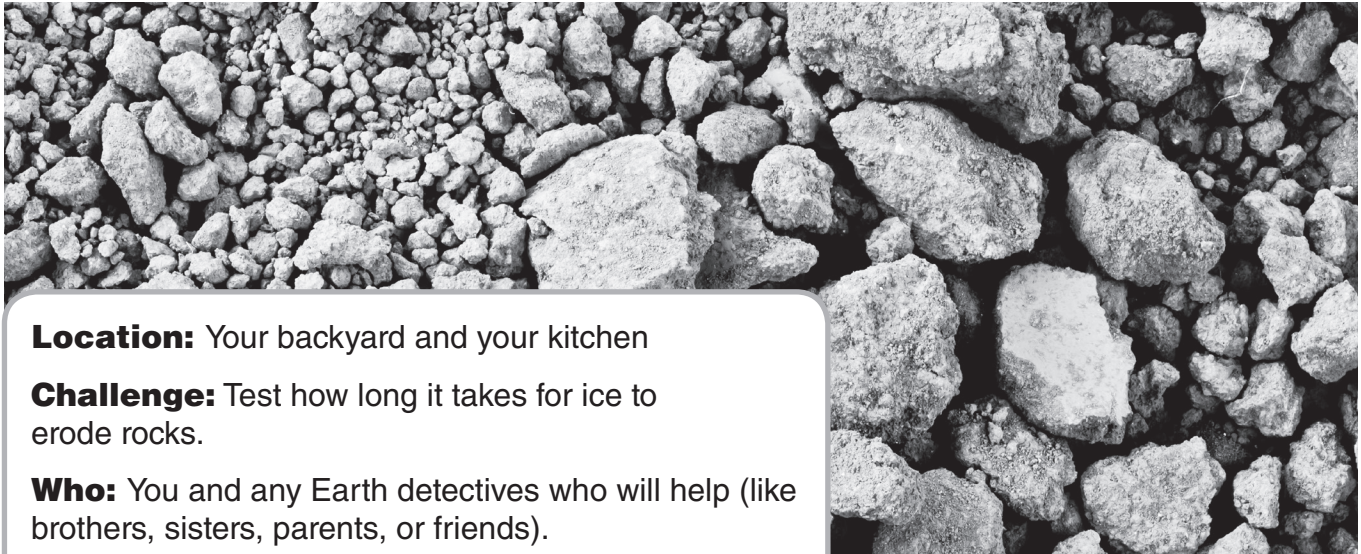 Location: Your backyard and your kitchen
Challenge: Test how long it takes for ice to
erode rocks.
Who: You and any Earth detectives who will help (like
brothers, sisters, parents, or friends).